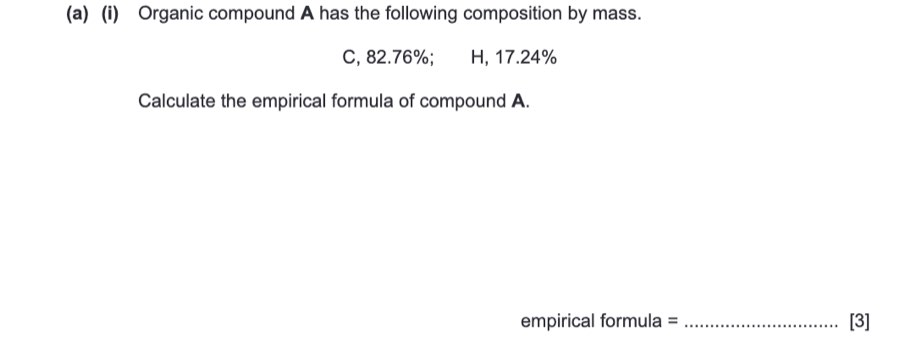 (a) (i) Organic compound A has the following composition by mass.
C, 82.76%; H, 17.24%
Calculate the empirical formula of compound A.
empirical formula = .............................. [3]